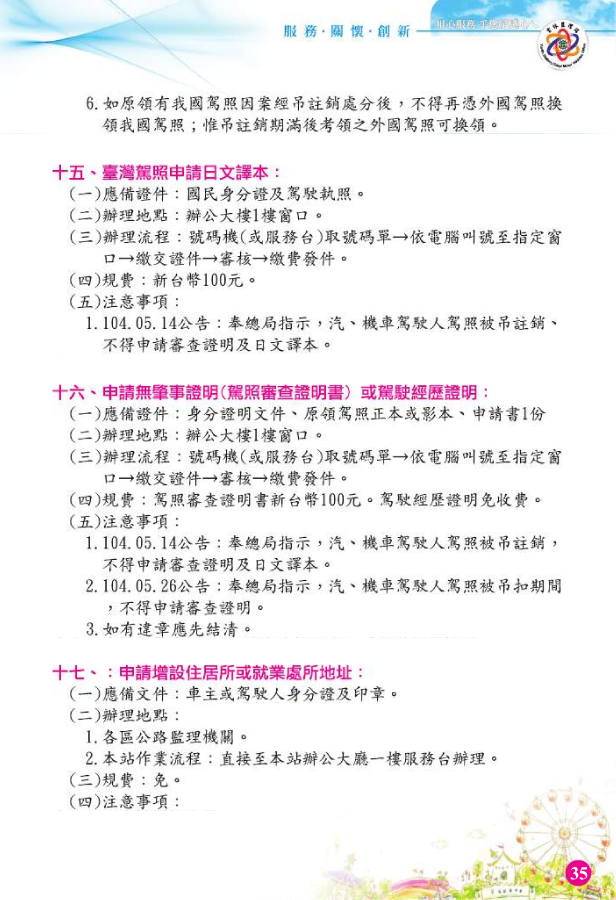 服務·關懷·創新
6.如原領有我國駕照因案經吊註銷處分後，不得再憑外國駕照換
領我國駕照；惟吊註銷期滿後考領之外國駕照可換領。
十五、臺灣駕照申請日文譯本：
(一)應備證件：國民身分證及駕駛執照。
(二)辦理地點：辦公大樓1樓窗口。
(三)辦理流程：號碼機(或服務台)取號碼單→依電腦叫號至指定窗
口→繳交證件→審核→繳費發件。
(四)規費：新台幣100元。
(五)注意事項：
1.104.05.14公告：奉總局指示，汽、機車駕駛人駕照被吊註銷、
不得申請審查證明及日文譯本。
十六、申請無肇事證明(駕照審查證明書）或駕駛經歷證明：
(一)應備證件：身分證明文件、原領駕照正本或影本、申請書1份
(二)辦理地點：辦公大樓1樓窗口。
(三)辦理流程：號碼機(或服務台)取號碼單→依電腦叫號至指定窗
口→繳交證件→審核→繳費發件。
(四)規費：駕照審查證明書新台幣100元。駕駛經歷證明免收費。
(五)注意事項：
1.104.05.14公告：奉總局指示，汽、機車駕駛人駕照被吊註銷，
不得申請審查證明及日文譯本。
2.104.05.26公告：奉總局指示，汽、機車駕駛人駕照被吊扣期間
，不得申請審查證明。
3.如有違章應先結清。
十七、：申請增設住居所或就業處所地址：
(一)應備文件：車主或駕駛人身分證及印章。
(二)辦理地點：
1.各區公路監理機關。
2.本站作業流程：直接至本站辦公大廳一樓服務台辦理。
(三)規費：免。
(四)注意事項：
35